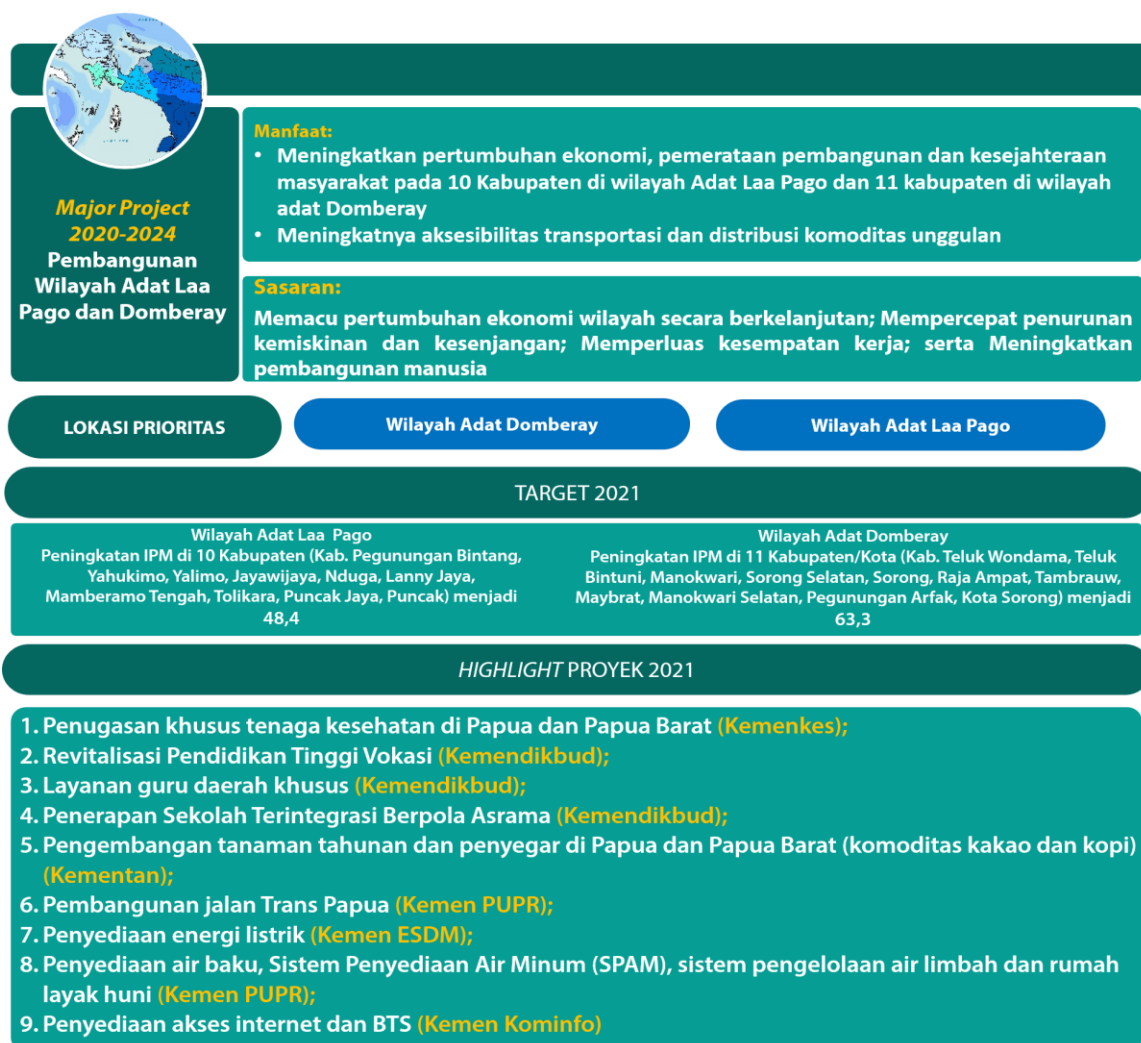 Major Project
2020-2024
Pembangunan
Wilayah Adat Laa
Pago dan Domberay
Manfaat:
• Meningkatkan pertumbuhan ekonomi, pemerataan pembangunan dan kesejahteraan
masyarakat pada 10 Kabupaten di wilayah Adat Laa Pago dan 11 kabupaten di wilayah
adat Domberay
• Meningkatnya aksesibilitas transportasi dan distribusi komoditas unggulan
Sasaran:
Memacu pertumbuhan ekonomi wilayah secara berkelanjutan; Mempercepat penurunan
kemiskinan dan kesenjangan; Memperluas kesempatan kerja; serta Meningkatkan
pembangunan manusia
LOKASI PRIORITAS
Wilayah Adat Domberay
Wilayah Adat Laa Pago
TARGET 2021
Wilayah Adat Laa Pago
Peningkatan IPM di 10 Kabupaten (Kab. Pegunungan Bintang,
Yahukimo, Yalimo, Jayawijaya, Nduga, Lanny Jaya,
Mamberamo Tengah, Tolikara, Puncak Jaya, Puncak) menjadi
48,4
Wilayah Adat Domberay
Peningkatan IPM di 11 Kabupaten/Kota (Kab. Teluk Wondama, Teluk
Bintuni, Manokwari, Sorong Selatan, Sorong, Raja Ampat, Tambrauw,
Maybrat, Manokwari Selatan, Pegunungan Arfak, Kota Sorong) menjadi
63,3
HIGHLIGHT PROYEK 2021
1. Penugasan khusus tenaga kesehatan di Papua dan Papua Barat (Kemenkes);
2. Revitalisasi Pendidikan Tinggi Vokasi (Kemendikbud);
3. Layanan guru daerah khusus (Kemendikbud);
4. Penerapan Sekolah Terintegrasi Berpola Asrama (Kemendikbud);
5. Pengembangan tanaman tahunan dan penyegar di Papua dan Papua Barat (komoditas kakao dan kopi)
(Kementan);
6. Pembangunan jalan Trans Papua (Kemen PUPR);
7. Penyediaan energi listrik (Kemen ESDM);
8. Penyediaan air baku, Sistem Penyediaan Air Minum (SPAM), sistem pengelolaan air limbah dan rumah
layak huni (Kemen PUPR);
9. Penyediaan akses internet dan BTS (Kemen Kominfo)